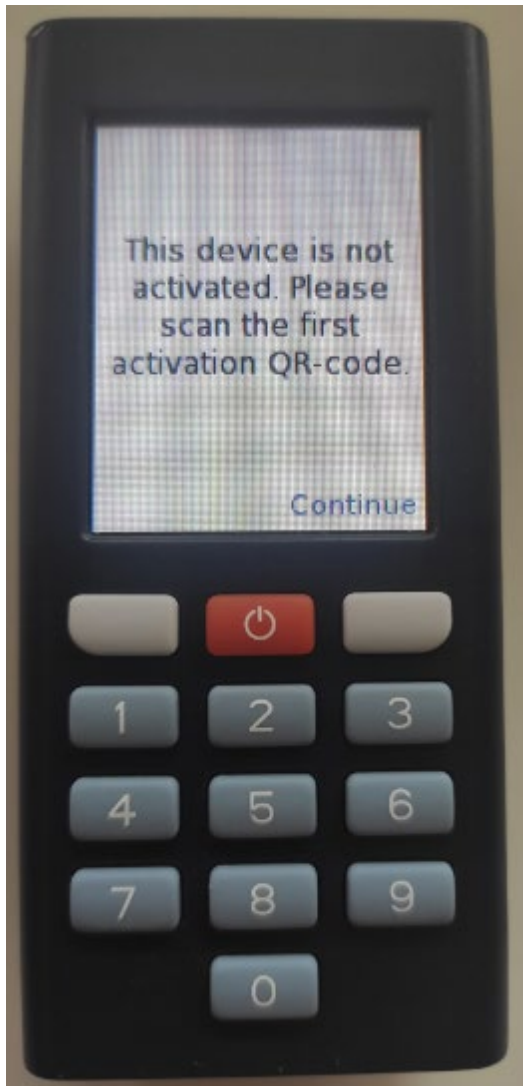 This device is not
activated. Please
scan the first
activation QR-code.
Continue
1 2 3
4 5 6
7 8 9
0